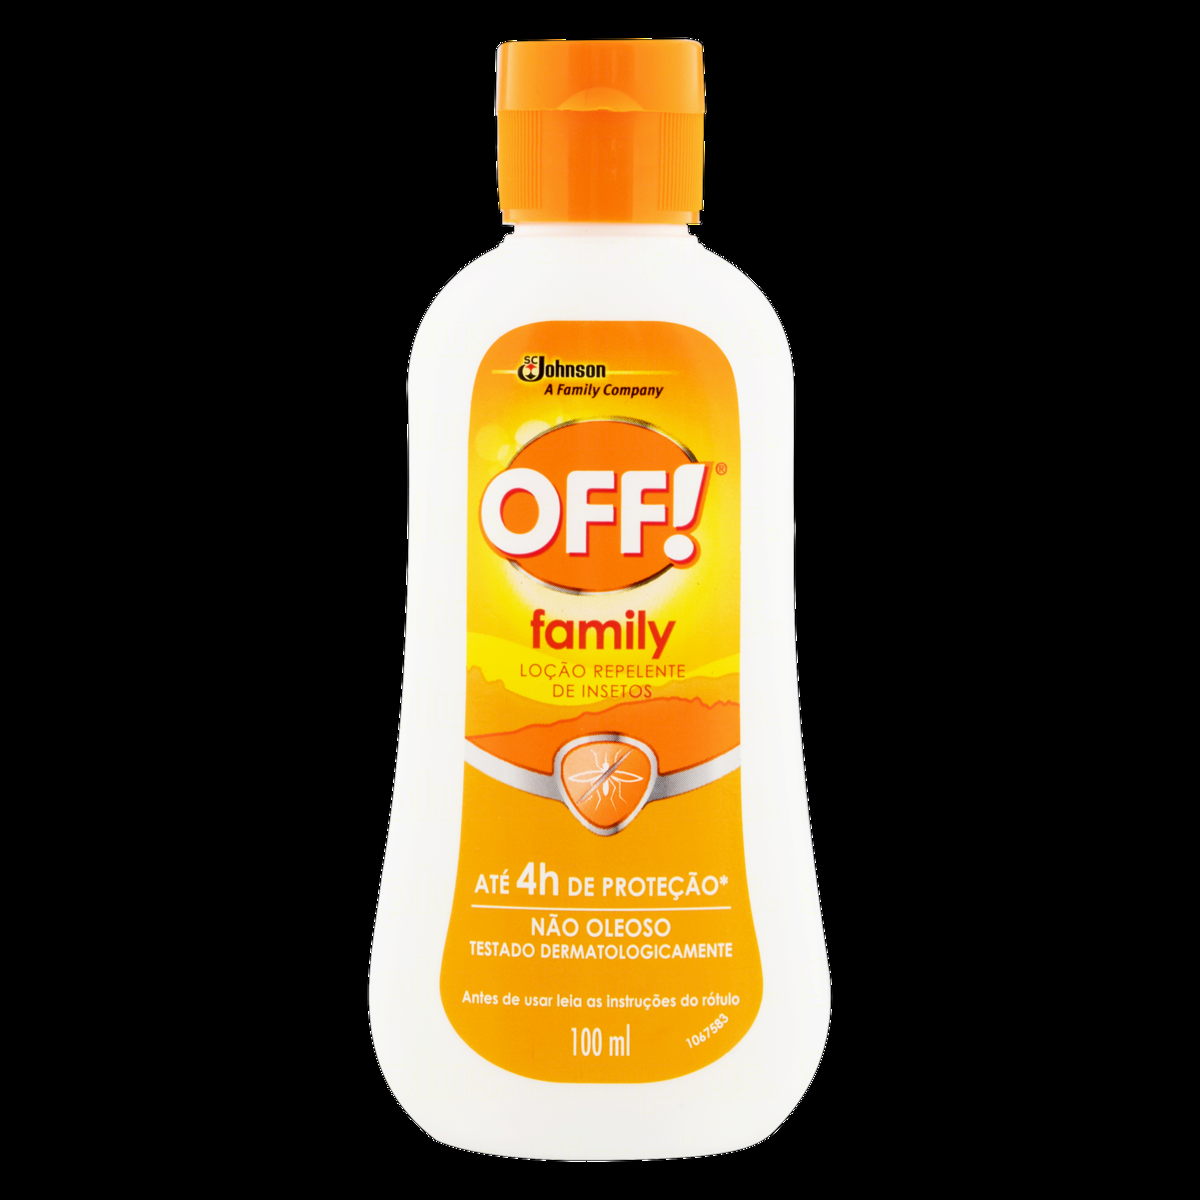 SC Johnson
A Family Company
OFF!®
family
LOÇÃO REPELENTE
DE INSETOS
ATÉ 4h DE PROTEÇÃO*
NÃO OLEOSO
TESTADO DERMATOLOGICAMENTE
Antes de usar leia as instruções do rótulo
100 ml
1067583